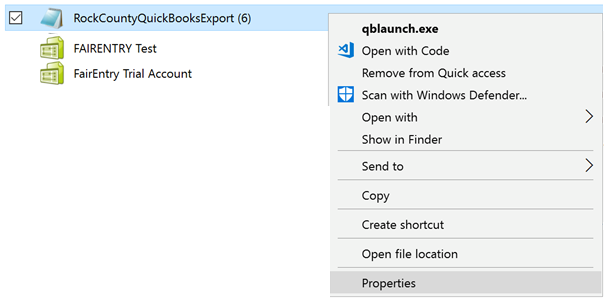 RockCountyQuickBooksExport (6)
FAIRENTRY Test
FairEntry Trial Account
qblaunch.exe
Open with Code
Remove from Quick access
Scan with Windows Defender...
Open with
Show in Finder
Send to
Copy
Create shortcut
Open file location
Properties